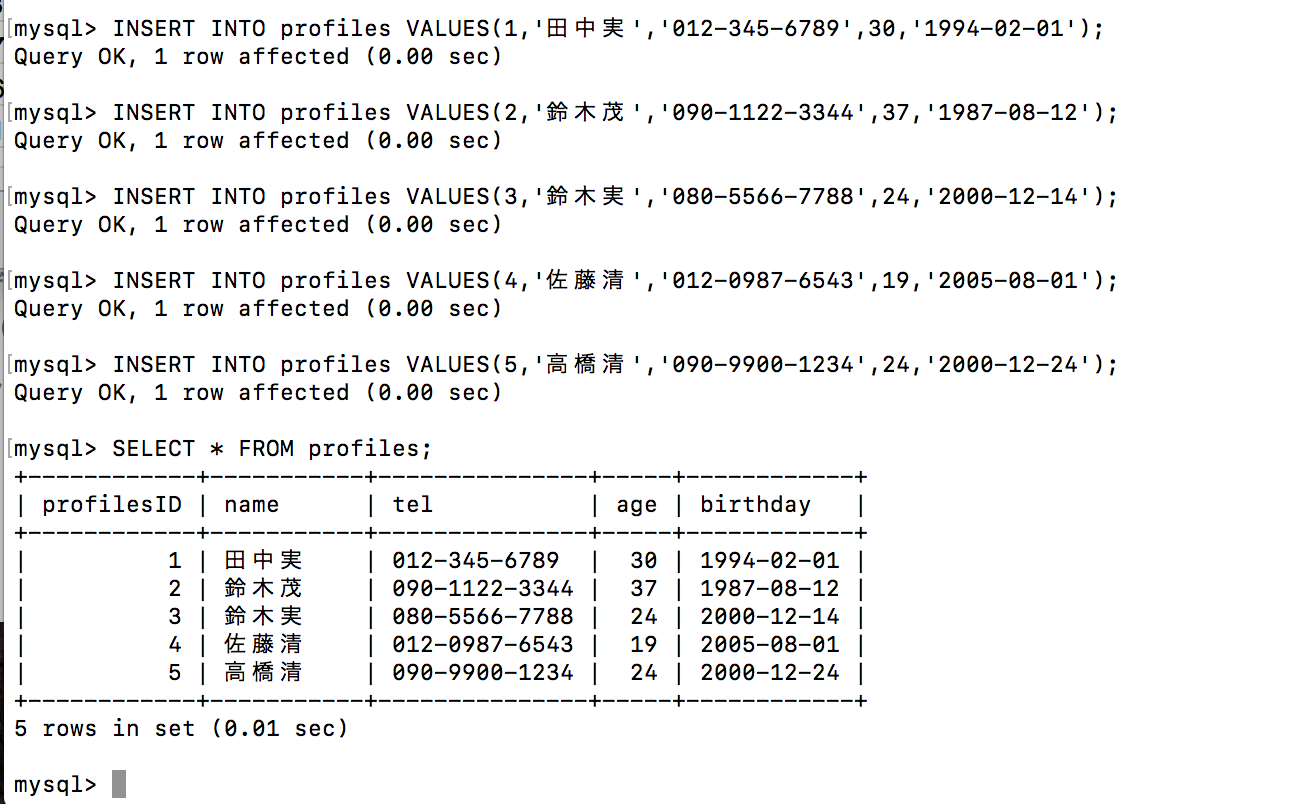 mysql> INSERT INTO profiles VALUES(1,'田中実','012-345-6789',30,'1994-02-01');
Query OK, 1 row affected (0.00 sec)
mysql> INSERT INTO profiles VALUES(2,'鈴木茂','090-1122-3344',37,'1987-08-12');
Query OK, 1 row affected (0.00 sec)
mysql> INSERT INTO profiles VALUES(3,'鈴木実','080-5566-7788',24,'2000-12-14');
Query OK, 1 row affected (0.00 sec)
mysql> INSERT INTO profiles VALUES(4,'佐藤清','012-0987-6543',19,'2005-08-01');
Query OK, 1 row affected (0.00 sec)
mysql> INSERT INTO profiles VALUES(5,'高橋清','090-9900-1234',24,'2000-12-24');
Query OK, 1 row affected (0.00 sec)
mysql> SELECT * FROM profiles;
+------------+-----------+---------------+-----+------------+
| profilesID | name      | tel           | age | birthday   |
+------------+-----------+---------------+-----+------------+
|          1 | 田中実    | 012-345-6789  |  30 | 1994-02-01 |
|          2 | 鈴木茂    | 090-1122-3344 |  37 | 1987-08-12 |
|          3 | 鈴木実    | 080-5566-7788 |  24 | 2000-12-14 |
|          4 | 佐藤清    | 012-0987-6543 |  19 | 2005-08-01 |
|          5 | 高橋清    | 090-9900-1234 |  24 | 2000-12-24 |
+------------+-----------+---------------+-----+------------+
5 rows in set (0.01 sec)
mysql>